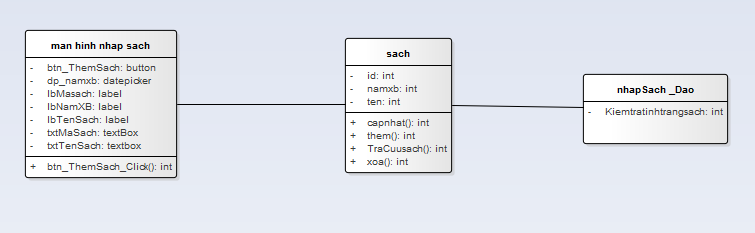 man hinh nhap sach
- btn_ThemSach: button
- dp_namxb: datepicker
- lbMasach: label
- lbNamXB: label
- lbTenSach: label
- txtMaSach: textBox
- txtTenSach: textbox
+ btn_ThemSach_Click(): int
sach
- id: int
- namxb: int
- ten: int
+ capnhat(): int
+ them(): int
+ TraCuusach(): int
+ xoa(): int
nhapSach _Dao
- Kiemtratinhtrangsach: int